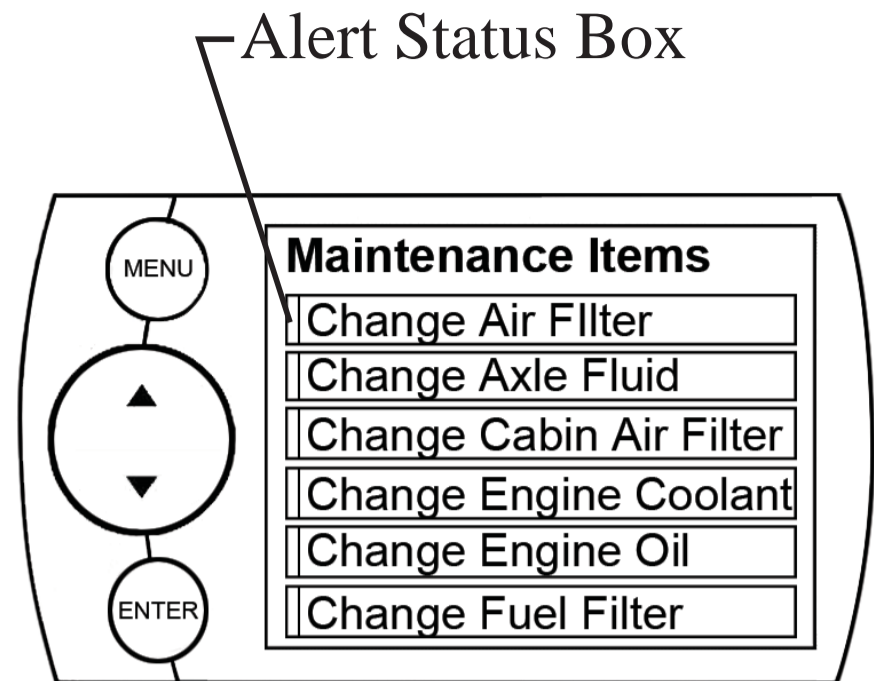 Alert Status Box
MENU
Maintenance Items
Change Air FIlter
Change Axle Fluid
Change Cabin Air Filter
Change Engine Coolant
Change Engine Oil
ENTER
Change Fuel Filter